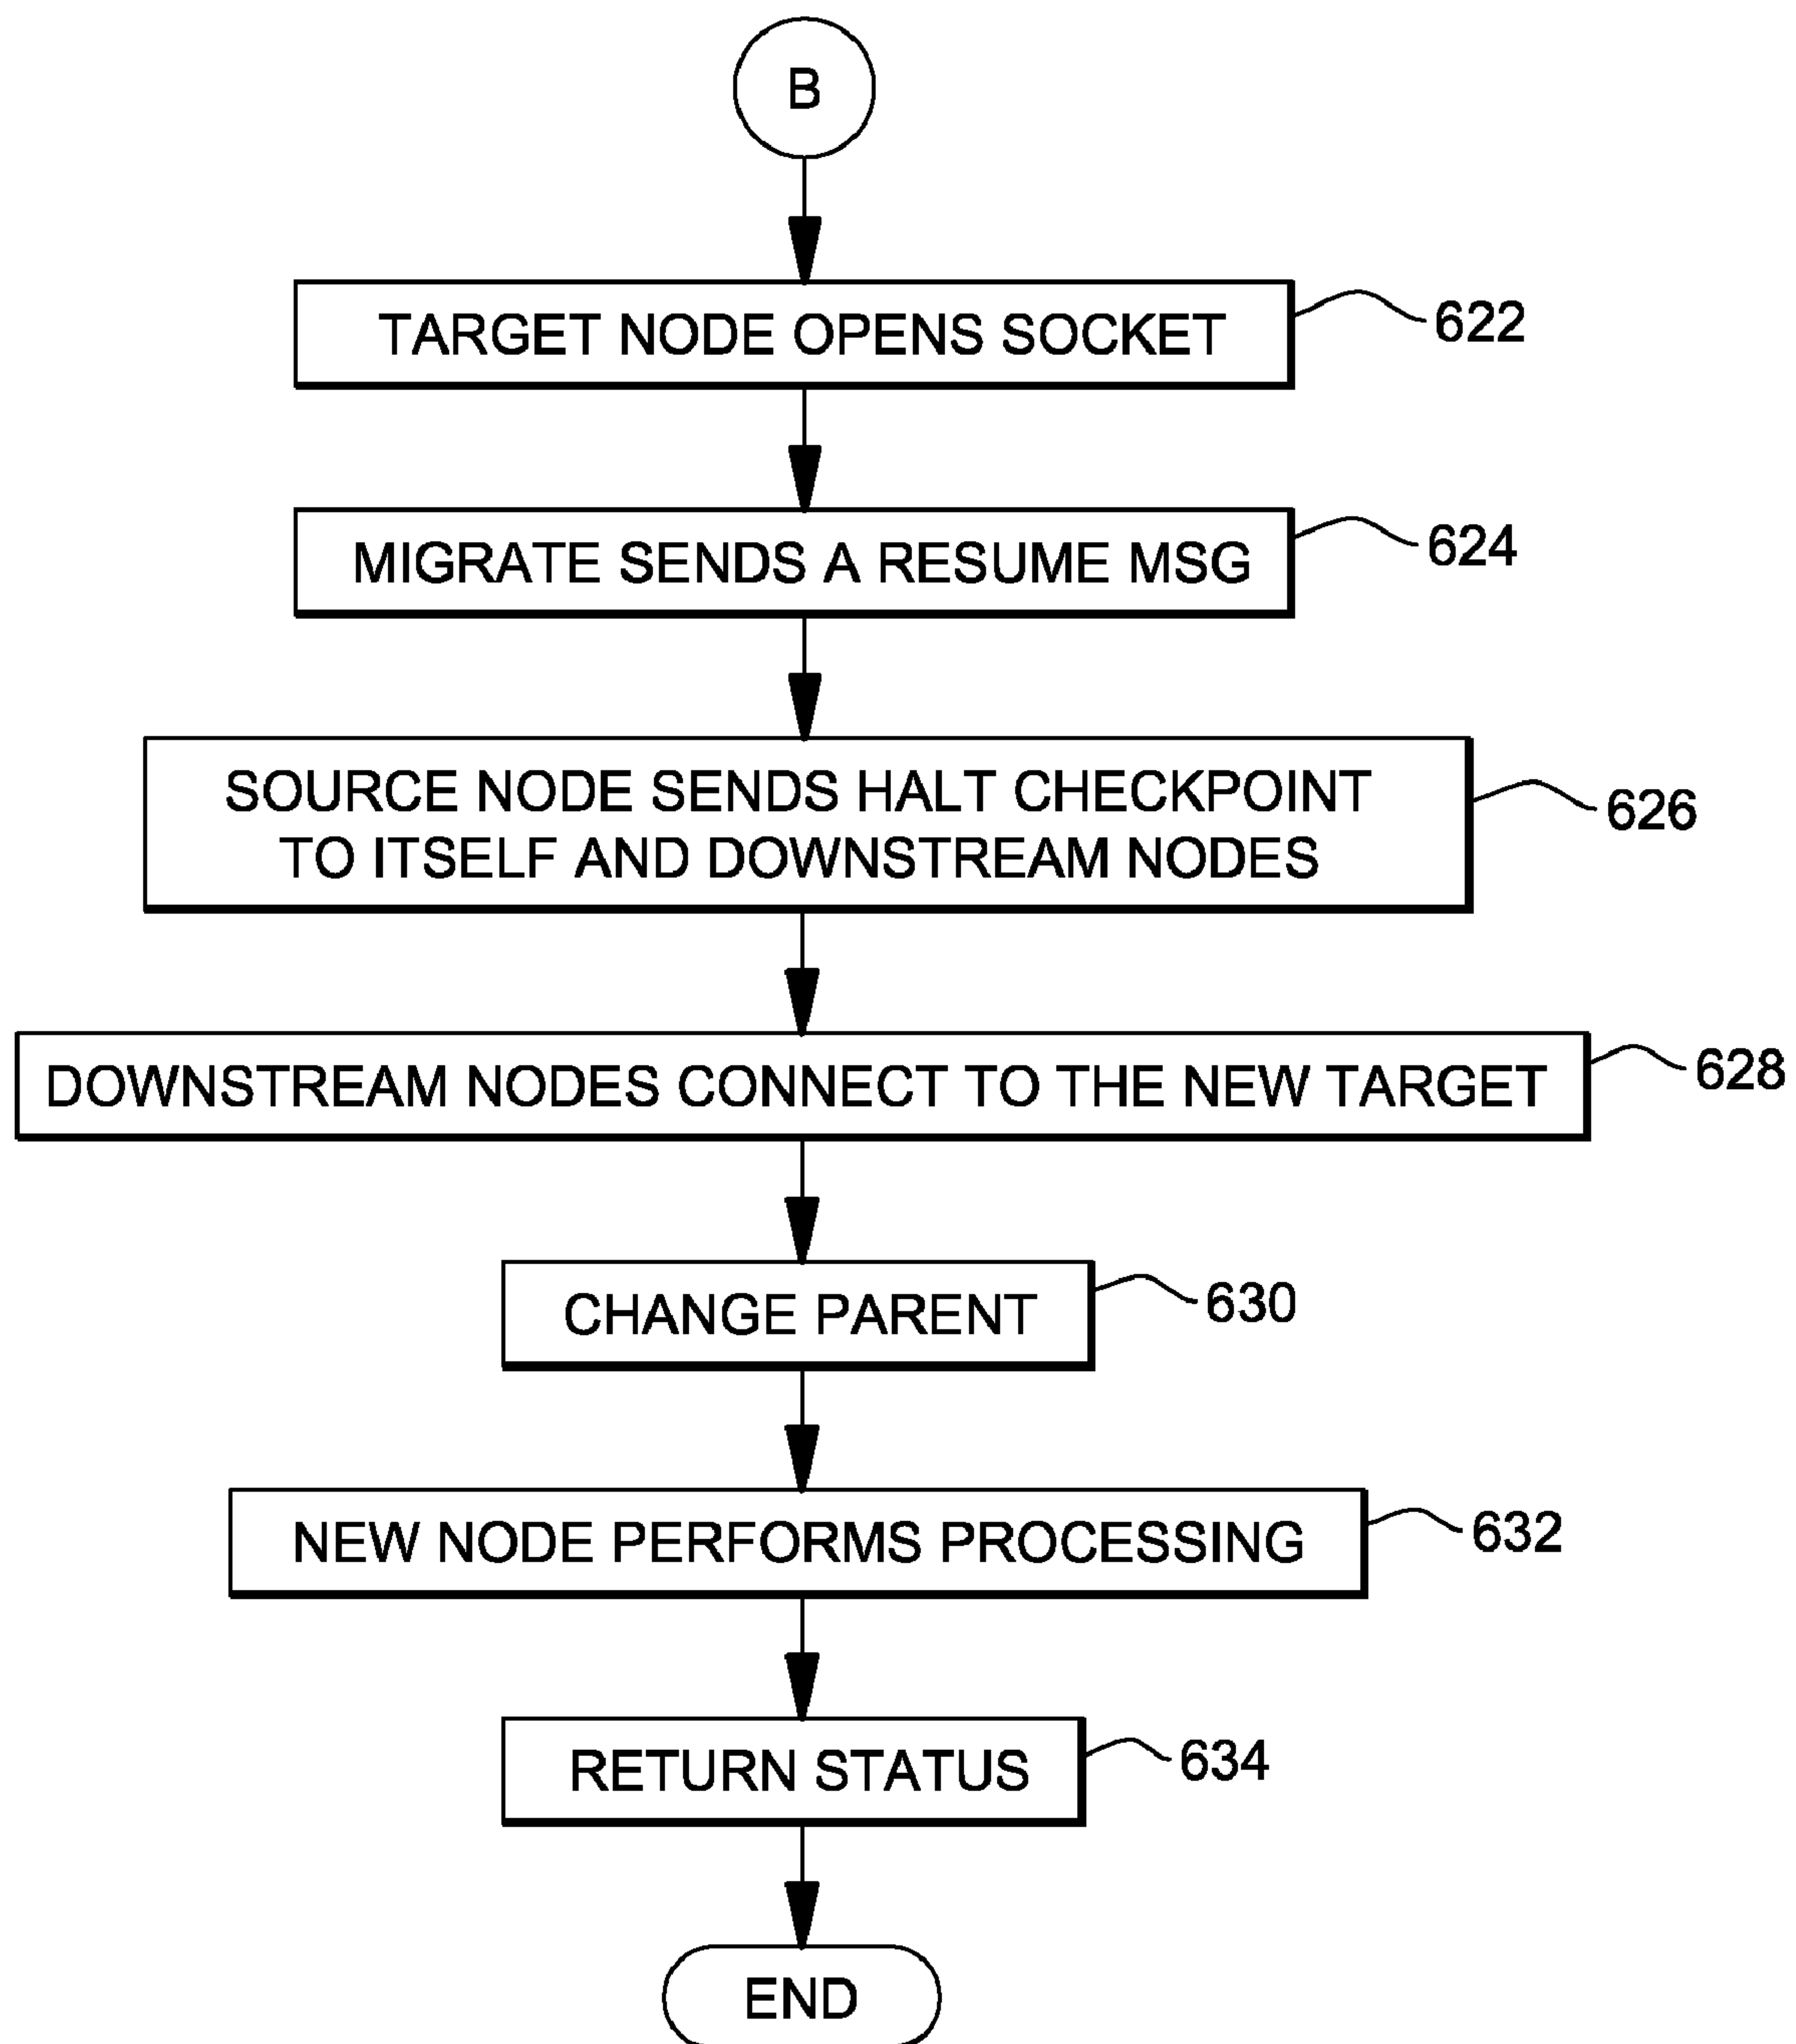 B
TARGET NODE OPENS SOCKET
622
MIGRATE SENDS A RESUME MSG
624
SOURCE NODE SENDS HALT CHECKPOINT
TO ITSELF AND DOWNSTREAM NODES
626
DOWNSTREAM NODES CONNECT TO THE NEW TARGET
628
CHANGE PARENT
630
NEW NODE PERFORMS PROCESSING
632
RETURN STATUS
634
END